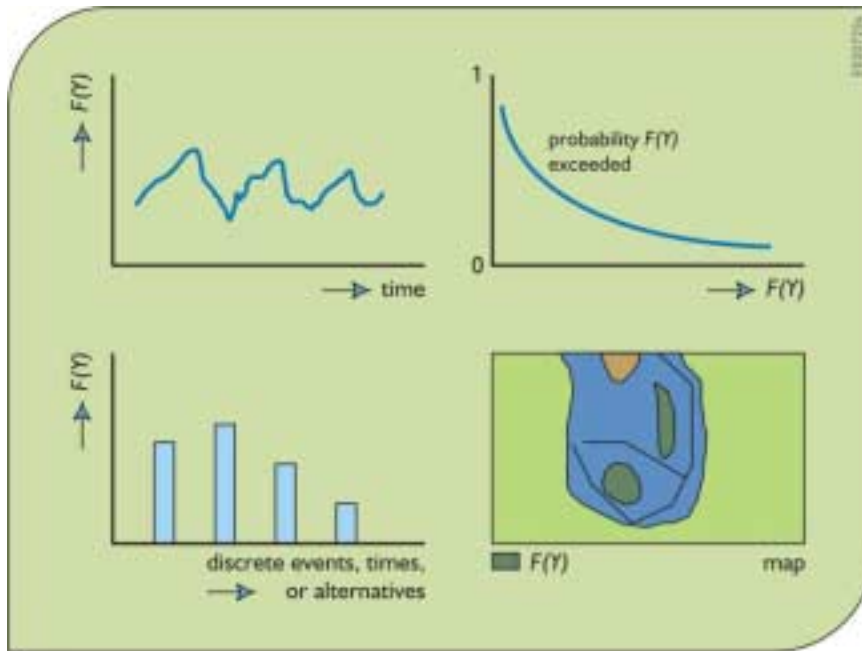 F(Y)
time
1
probability F(Y)
exceeded
0
F(Y)
F(Y)
discrete events, times,
or alternatives
F(Y)
map